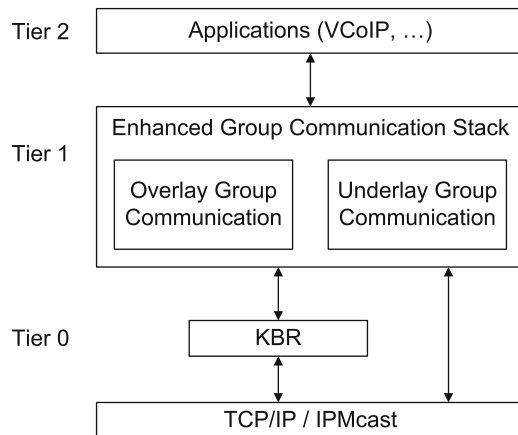 Tier 2
Applications (VCoIP, …)
Tier 1
Enhanced Group Communication Stack
Overlay Group
Communication
Underlay Group
Communication
Tier 0
KBR
TCP/IP / IPMcast